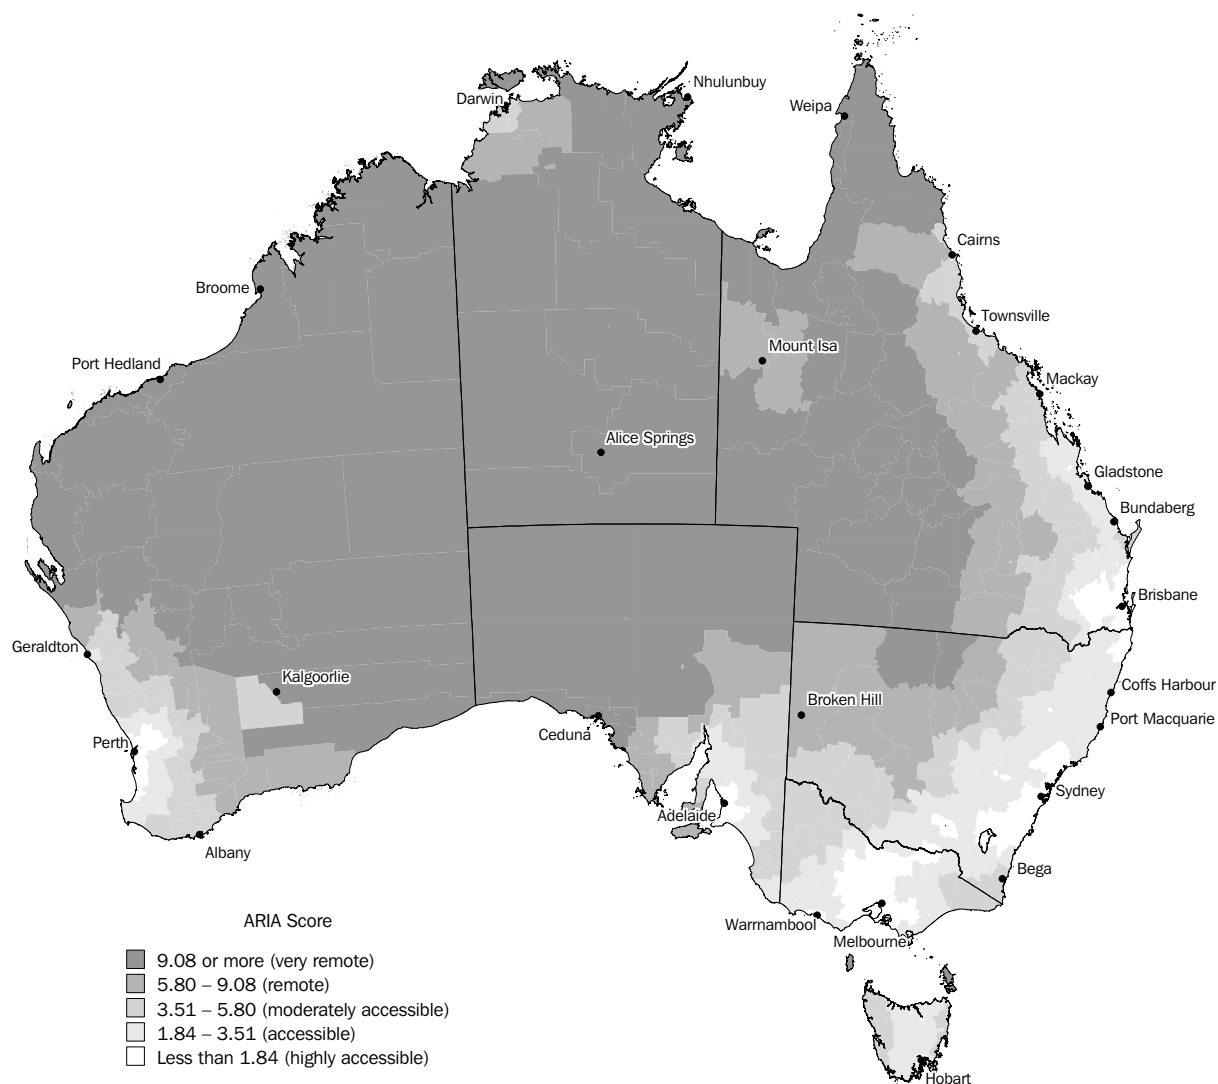 Nhulunbuy
Darwin
Weipa
Cairns
Broome
Townsville
Mount Isa
Port Hedland
Mackay
Alice Springs
Gladstone
Bundaberg
Brisbane
Geraldton
Kalgoorlie
Coffs Harbour
Broken Hill
Port Macquarie
Ceduna
Perth
Sydney
Adelaide
Albany
Bega
Warrnambool
Melbourne
Hobart
ARIA Score
9.08 or more (very remote)
5.80 – 9.08 (remote)
3.51 – 5.80 (moderately accessible)
1.84 – 3.51 (accessible)
Less than 1.84 (highly accessible)